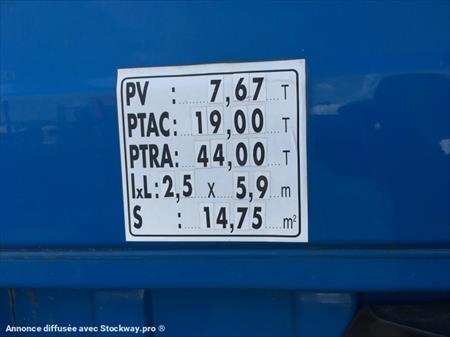 PV : 7,67 T
PTAC: 19,00 T
PTRA: 44,00 T
lxL: 2,5 x 5,9 m
S : 14,75 m²
Annonce diffusée avec Stockway.pro ®